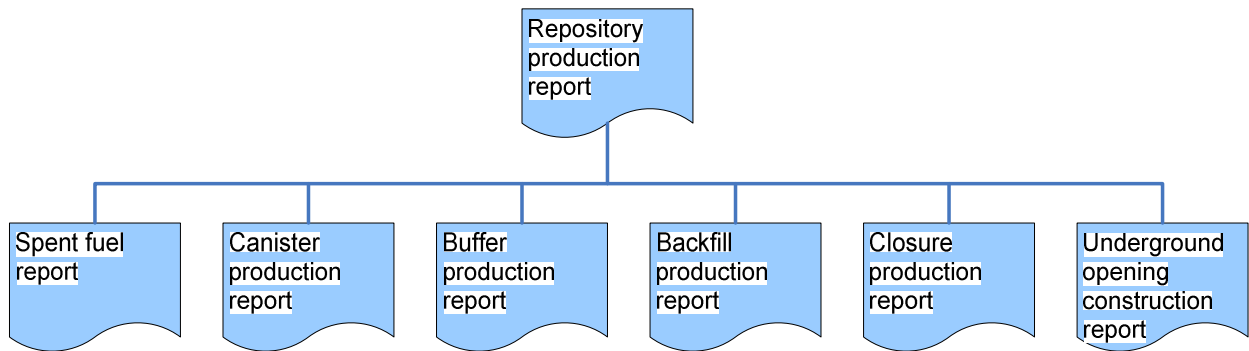 Repository
production
report
Spent fuel
report
Canister
production
report
Buffer
production
report
Backfill
production
report
Closure
production
report
Underground
opening
construction
report